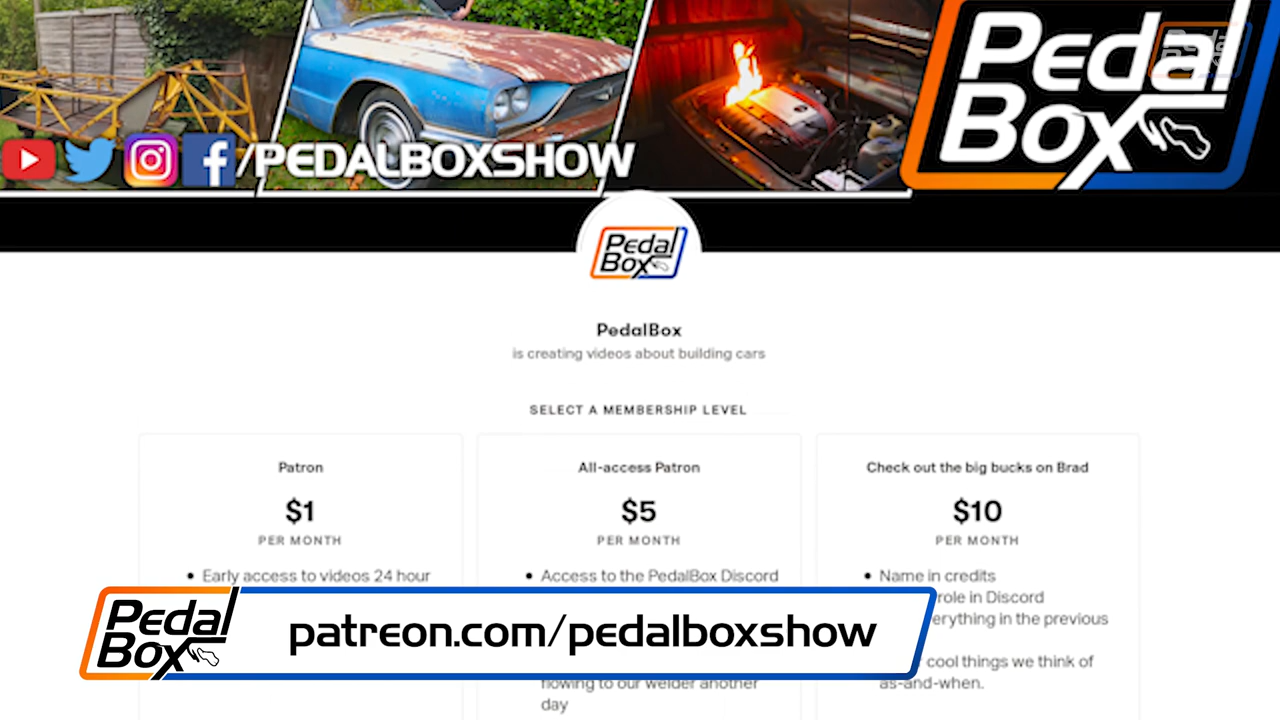 Pedal
Box
/PEDALBOXSHOW
Pedal
Box
PedalBox
is creating videos about building cars
SELECT A MEMBERSHIP LEVEL
Patron
$1
PER MONTH
• Early access to videos 24 hour
All-access Patron
$5
PER MONTH
• Access to the PedalBox Discord
flowing to our welder another
day
Check out the big bucks on Brad
$10
PER MONTH
• Name in credits
role in Discord
everything in the previous
cool things we think of
as-and-when.
Pedal
Box
patreon.com/pedalboxshow